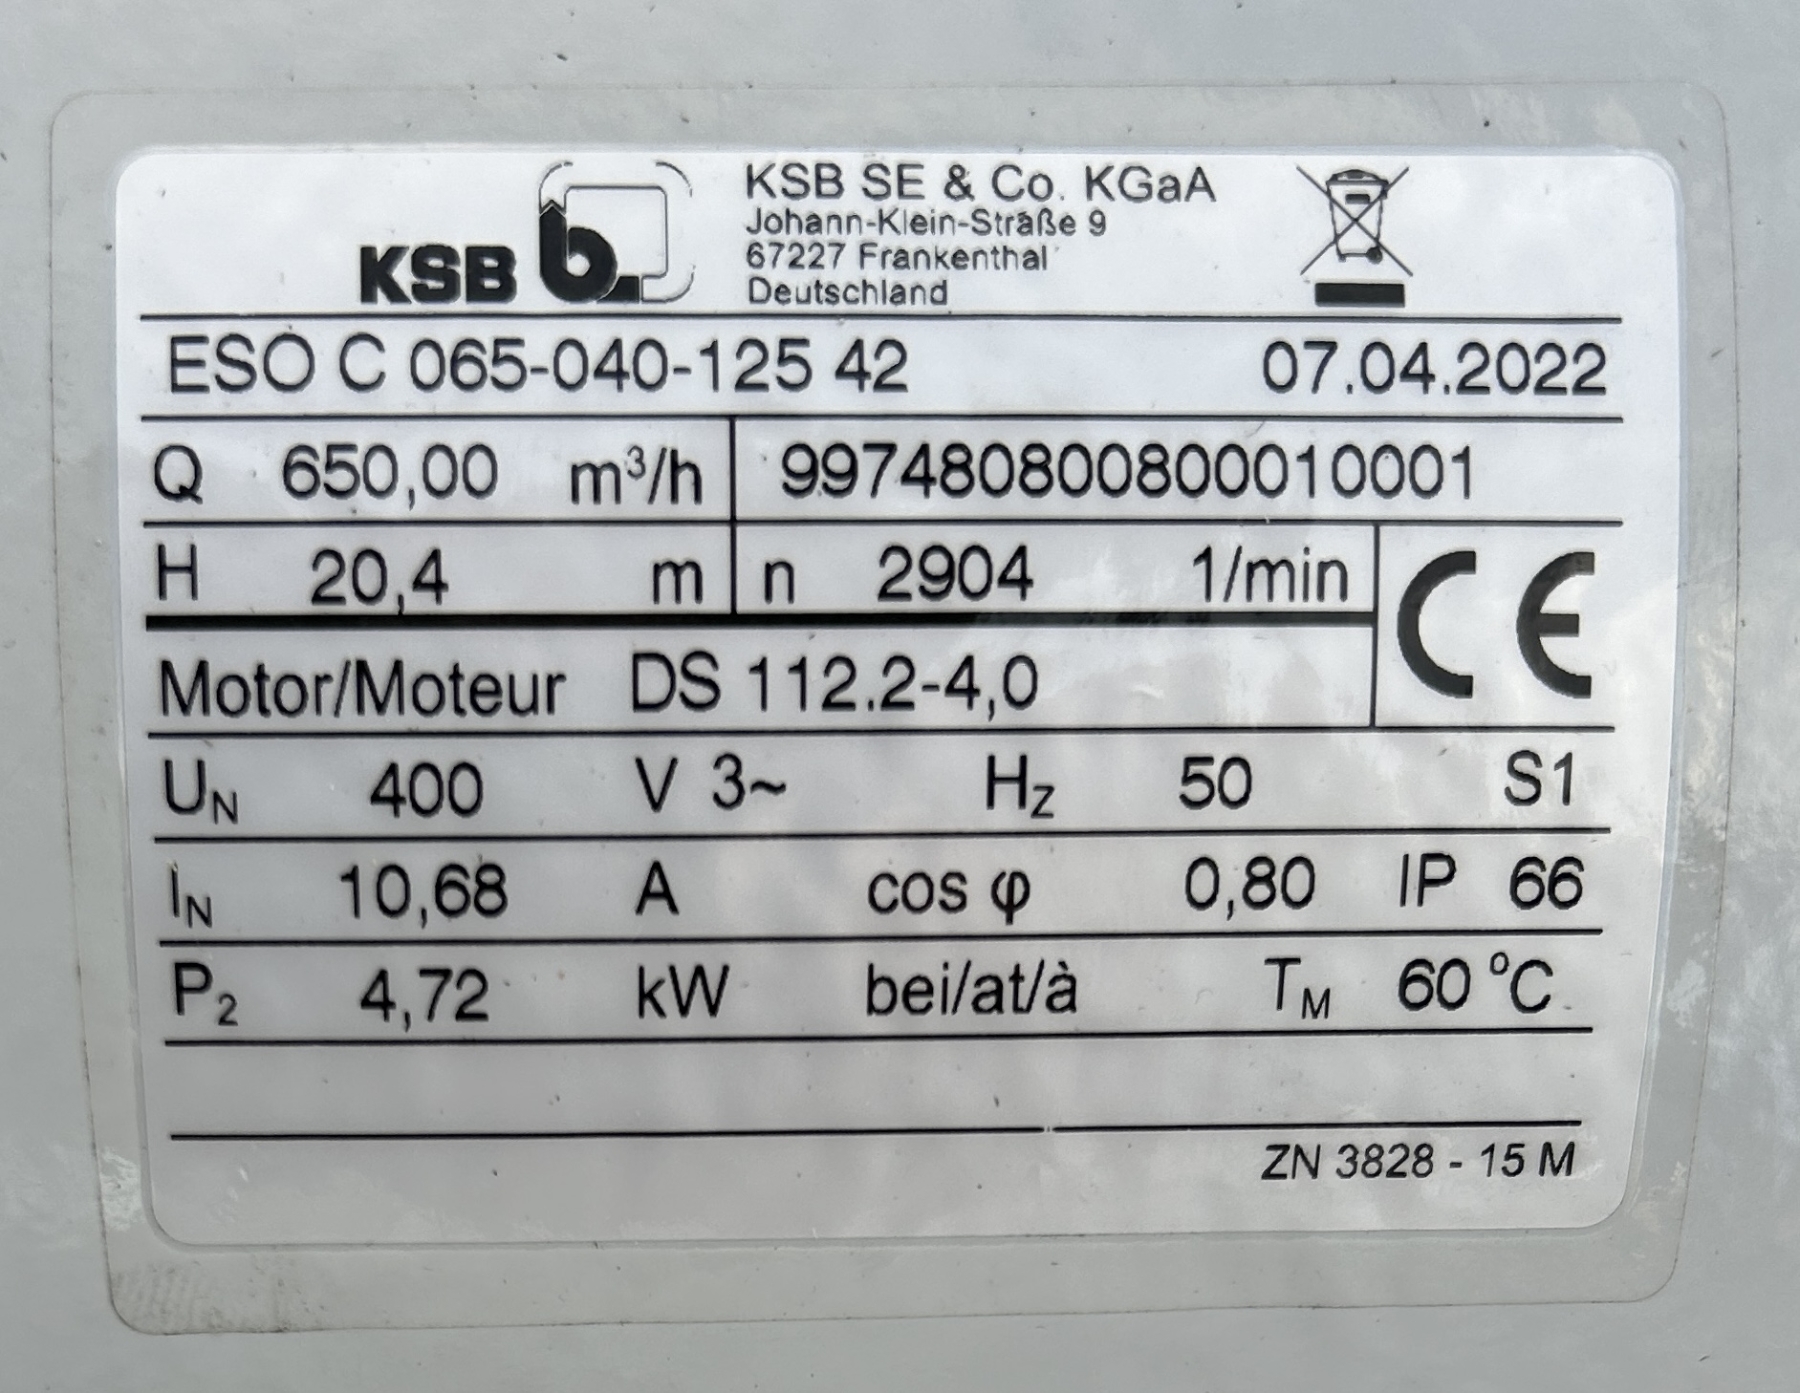 KSB b
KSB SE & Co. KGaA
Johann-Klein-Straße 9
67227 Frankenthal
Deutschland
ESO C 065-040-125 42 07.04.2022
Q 650,00 m³/h 997480800800010001
H 20,4 m n 2904 1/min CE
Motor/Moteur DS 112.2-4,0
UN 400 V 3~ Hz 50 S1
IN 10,68 A cos φ 0,80 IP 66
P2 4,72 kW bei/at/à TM 60 °C
ZN 3828 - 15 M